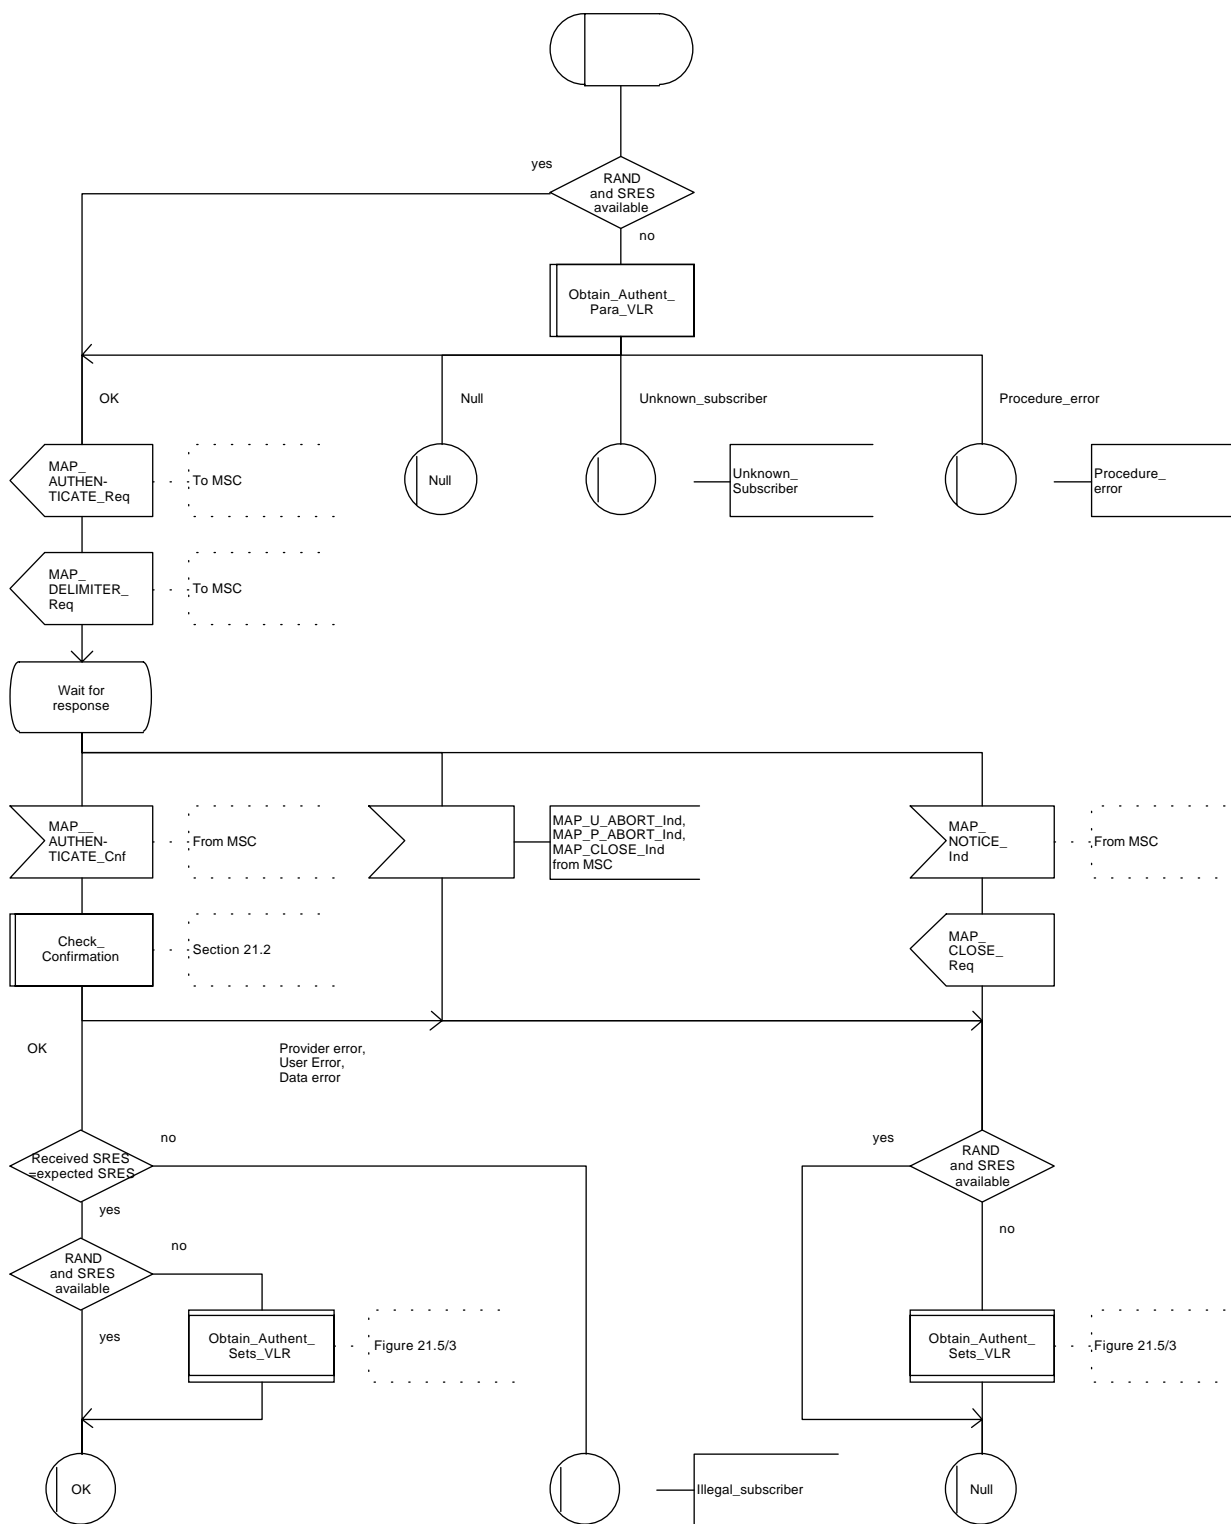 yes
RAND
and SRES
available
no
Obtain_Authent_
Para_VLR
OK
Null
Unknown_subscriber
Procedure_error
MAP_
AUTHEN-
TICATE_Req
To MSC
Null
Unknown_
Subscriber
Procedure_
error
MAP_
DELIMITER_
Req
To MSC
Wait for
response
MAP__
AUTHEN-
TICATE_Cnf
From MSC
MAP_U_ABORT_Ind,
MAP_P_ABORT_Ind,
MAP_CLOSE_Ind
from MSC
MAP_
NOTICE_
Ind
From MSC
Check_
Confirmation
Section 21.2
MAP_
CLOSE_
Req
OK
Provider error,
User Error,
Data error
no
yes
Received SRES
=expected SRES
RAND
and SRES
available
yes
no
no
RAND
and SRES
available
yes
Obtain_Authent_
Sets_VLR
Figure 21.5/3
Obtain_Authent_
Sets_VLR
Figure 21.5/3
OK
Illegal_subscriber
Null